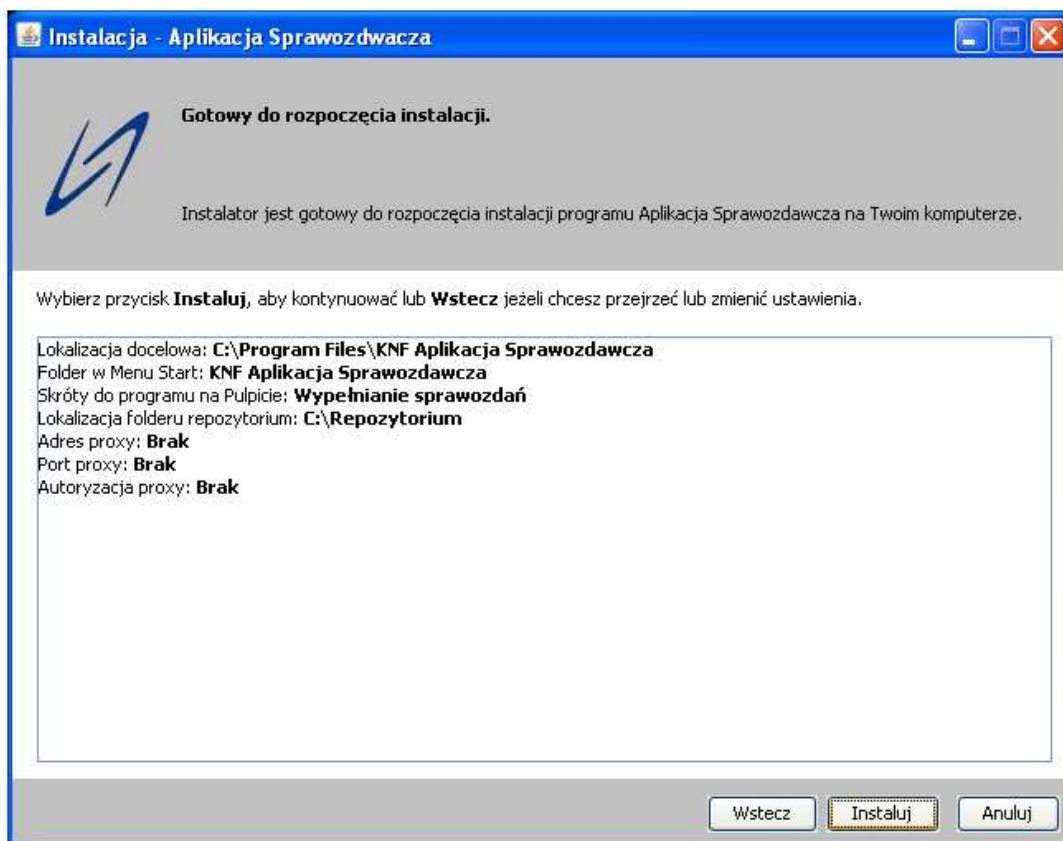 Instalacja - Aplikacja Sprawozdwacza
Gotowy do rozpoczęcia instalacji.
Instalator jest gotowy do rozpoczęcia instalacji programu Aplikacja Sprawozdawcza na Twoim komputerze.
Wybierz przycisk Instaluj, aby kontynuować lub Wstecz jeżeli chcesz przejrzeć lub zmienić ustawienia.
Lokalizacja docelowa: C:\Program Files\KNF Aplikacja Sprawozdawcza
Folder w Menu Start: KNF Aplikacja Sprawozdawcza
Skróty do programu na Pulpicie: Wypełnianie sprawozdań
Lokalizacja folderu repozytorium: C:\Repozytorium
Adres proxy: Brak
Port proxy: Brak
Autoryzacja proxy: Brak
Wstecz Instaluj Anuluj